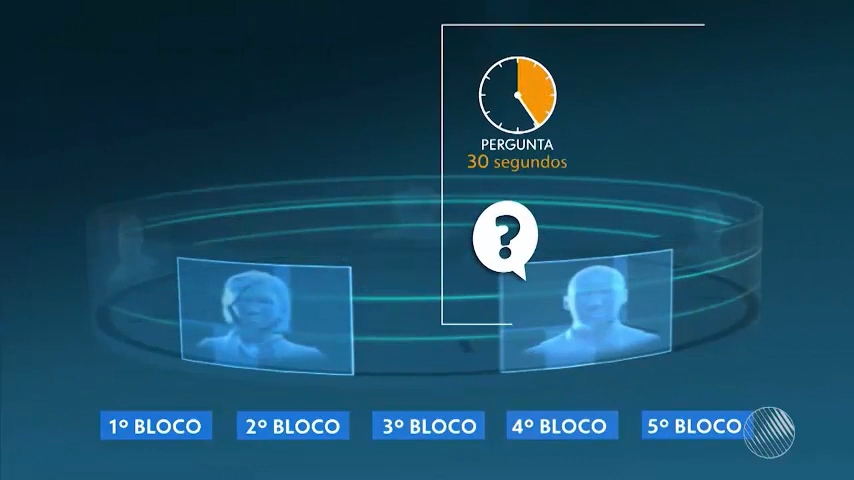 PERGUNTA
30 segundos
?
1º BLOCO
2º BLOCO
3º BLOCO
4º BLOCO
5º BLOCO